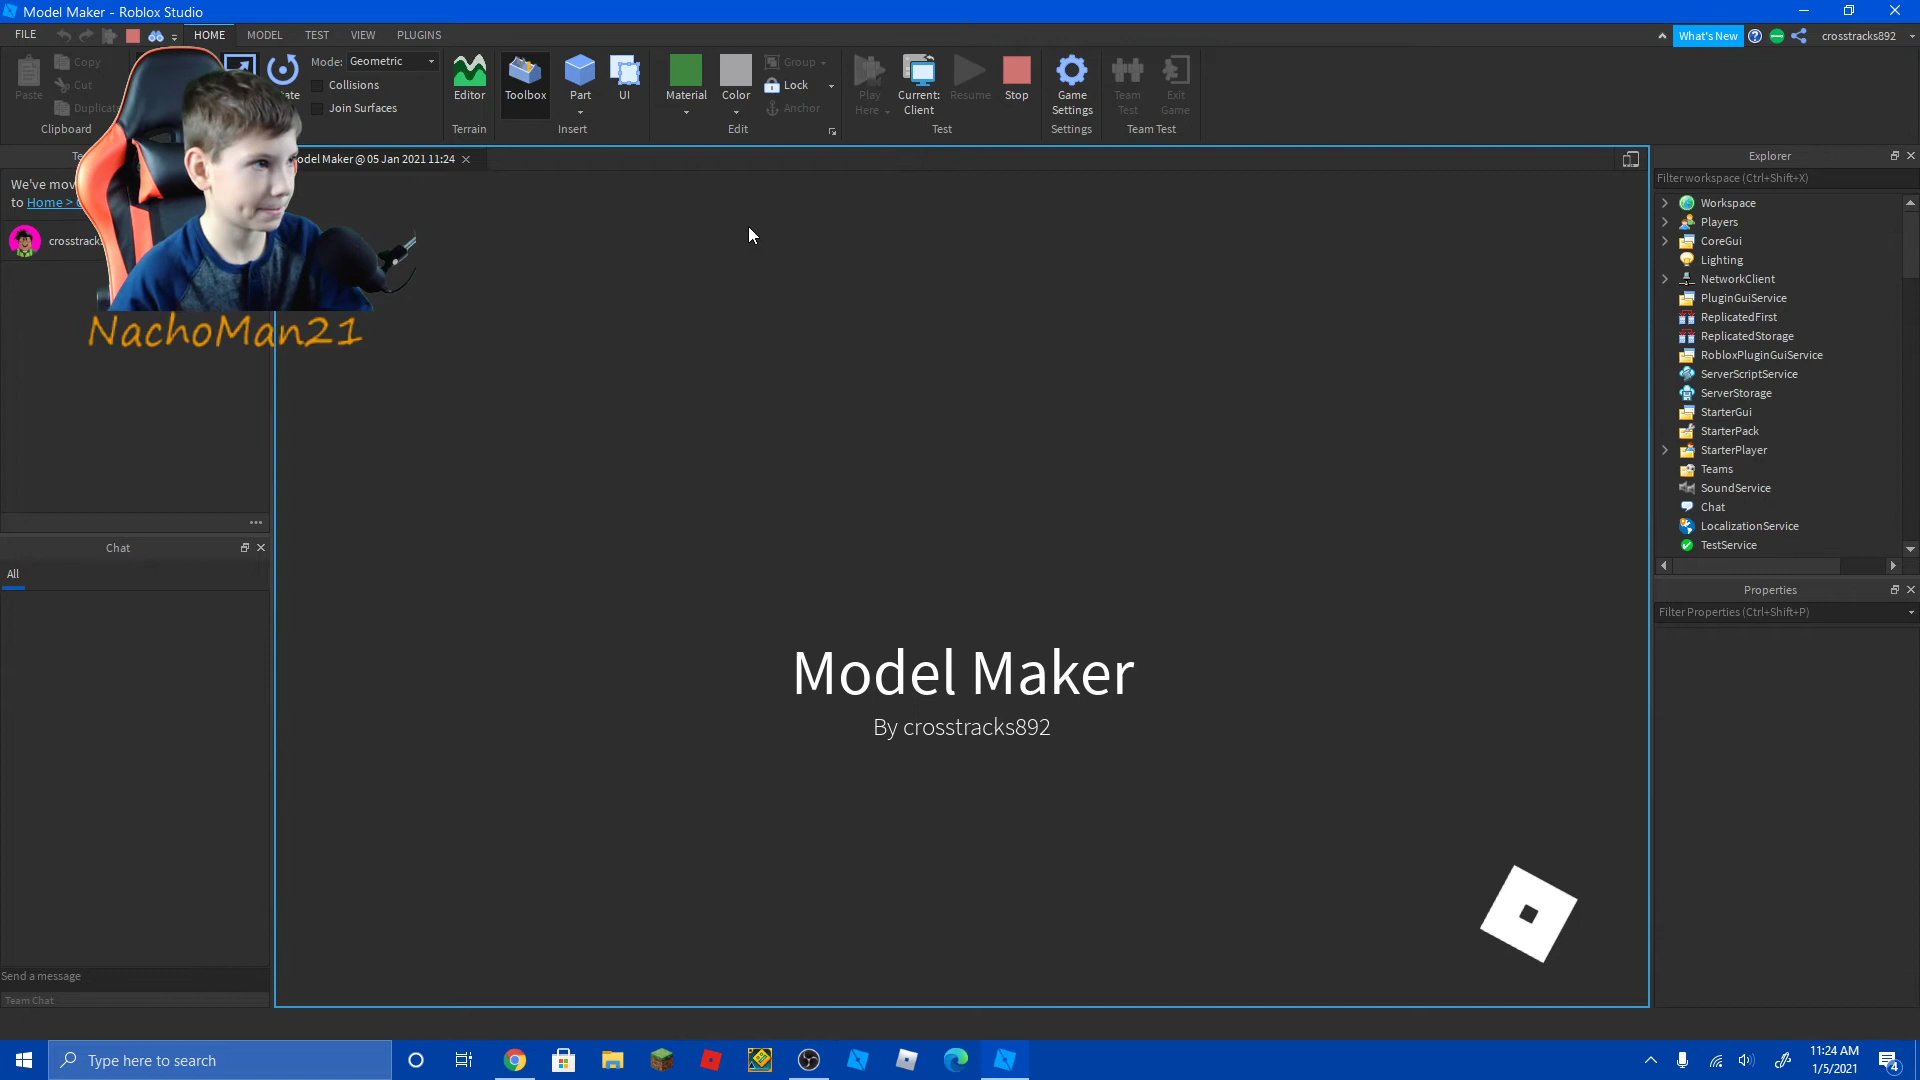 Model Maker - Roblox Studio
FILE
HOME
MODEL
TEST
VIEW
PLUGINS
What's New
crosstracks892
Paste
Copy
Cut
Duplicate
Clipboard
Mode: Geometric
Collisions
Join Surfaces
Editor
Terrain
Toolbox
Part
UI
Insert
Material
Color
Group
Lock
Anchor
Edit
Play Here
Current: Client
Resume
Stop
Test
Game Settings
Settings
Team Test
Exit Game
Team Test
odel Maker @ 05 Jan 2021 11:24
We've mov
to Home >
crosstracks
NachoMan21
Chat
All
Send a message
Team Chat
Model Maker
By crosstracks892
Explorer
Filter workspace (Ctrl+Shift+X)
Workspace
Players
CoreGui
Lighting
NetworkClient
PluginGuiService
ReplicatedFirst
ReplicatedStorage
RobloxPluginGuiService
ServerScriptService
ServerStorage
StarterGui
StarterPack
StarterPlayer
Teams
SoundService
Chat
LocalizationService
TestService
Properties
Filter Properties (Ctrl+Shift+P)
Type here to search
11:24 AM
1/5/2021
4